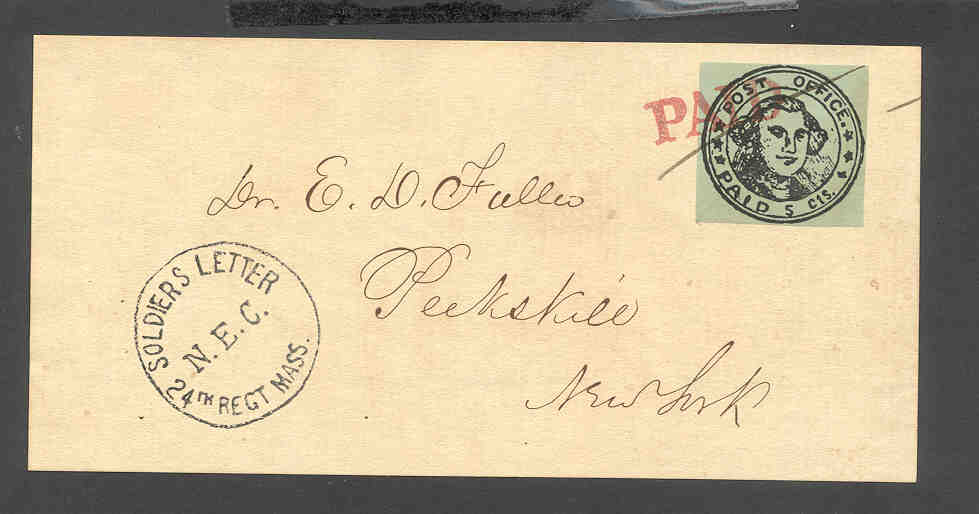 PAID
POST OFFICE.
PAID 5 CTS.
Dr. E. D. Fuller
Peekskill
New York
SOLDIERS LETTER
N. E. C.
24TH REGT MASS.